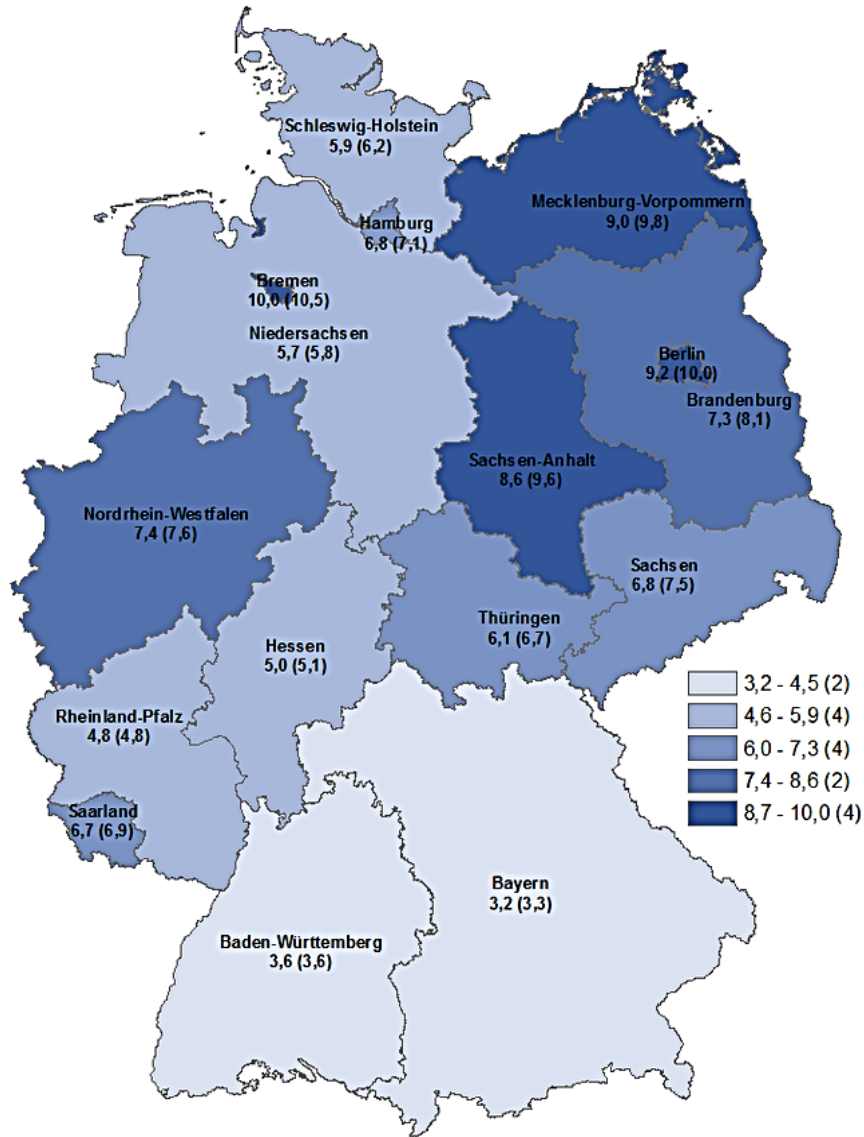 Schleswig-Holstein
5,9 (6,2)
Mecklenburg-Vorpommern
9,0 (9,8)
Hamburg
6,8 (7,1)
Bremen
10,0 (10,5)
Niedersachsen
5,7 (5,8)
Berlin
9,2 (10,0)
Brandenburg
7,3 (8,1)
Sachsen-Anhalt
8,6 (9,6)
Nordrhein-Westfalen
7,4 (7,6)
Sachsen
6,8 (7,5)
Thüringen
6,1 (6,7)
Hessen
5,0 (5,1)
Rheinland-Pfalz
4,8 (4,8)
Saarland
6,7 (6,9)
Bayern
3,2 (3,3)
Baden-Württemberg
3,6 (3,6)
3,2 - 4,5 (2)
4,6 - 5,9 (4)
6,0 - 7,3 (4)
7,4 - 8,6 (2)
8,7 - 10,0 (4)